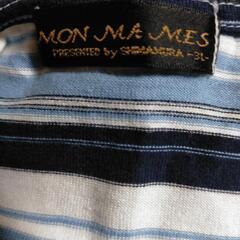 MON MA MES
PRESENTED by SHIMAMURA -3L-